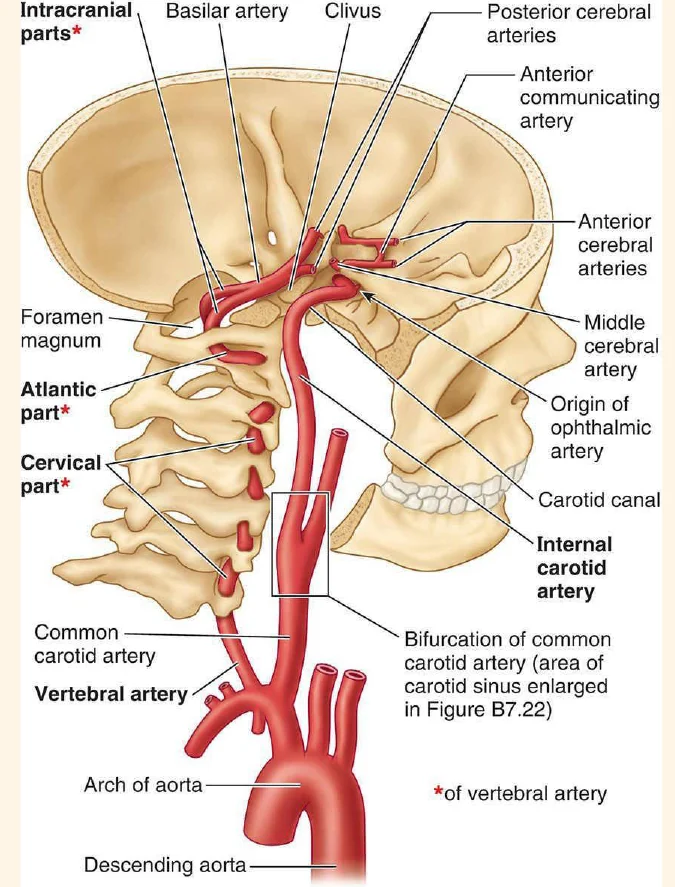 Intracranial
parts*
Basilar artery
Clivus
Posterior cerebral
arteries
Anterior
communicating
artery
Anterior
cerebral
arteries
Foramen
magnum
Middle
cerebral
artery
Atlantic
part*
Origin of
ophthalmic
artery
Cervical
part*
Carotid canal
Internal
carotid
artery
Common
carotid artery
Bifurcation of common
carotid artery (area of
carotid sinus enlarged
in Figure B7.22)
Vertebral artery
Arch of aorta
*of vertebral artery
Descending aorta